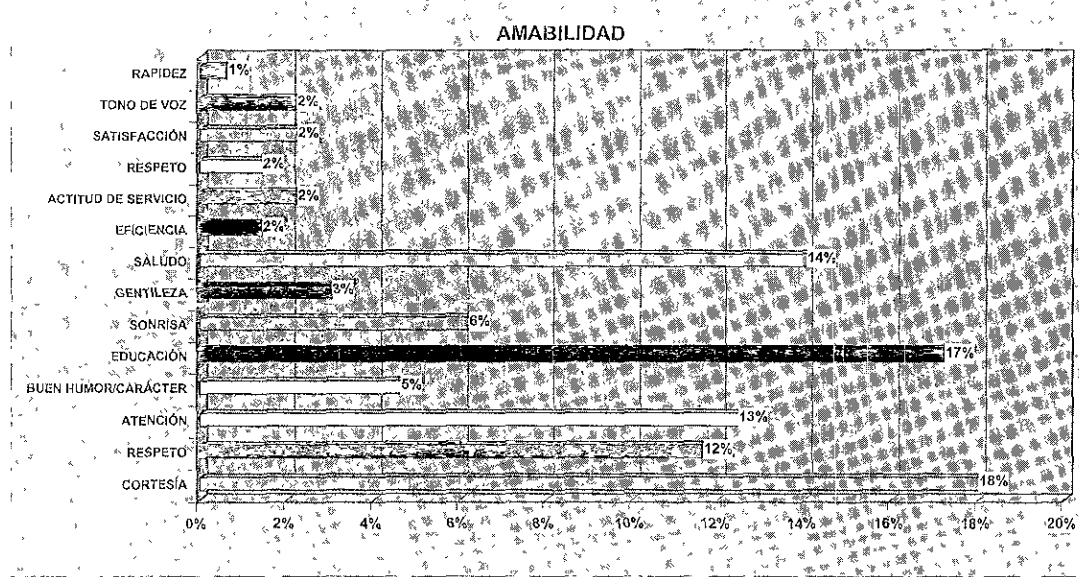 AMABILIDAD
RAPIDEZ 1%
TONO DE VOZ 2%
SATISFACCIÓN 2%
RESPETO 2%
ACTITUD DE SERVICIO 2%
EFICIENCIA 2%
SALUDO 14%
GENTILEZA 3%
SONRISA 6%
EDUCACIÓN 17%
BUEN HUMOR/CARÁCTER 5%
ATENCIÓN 13%
RESPETO 12%
CORTESÍA 18%
0% 2% 4% 6% 8% 10% 12% 14% 16% 18% 20%